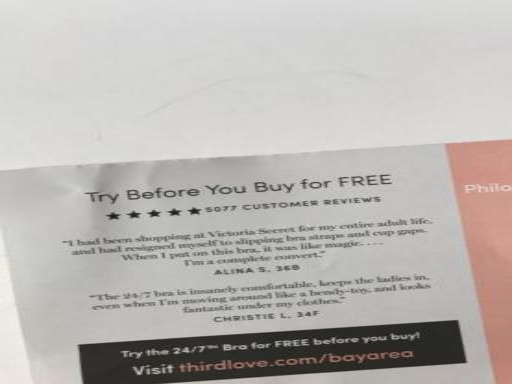 Try Before You Buy for FREE
★★★★★ 5077 CUSTOMER REVIEWS
"I had been shopping at Victoria Secret for my entire adult life,
and had resigned myself to slipping bra straps and cup gaps.
When I put on this bra, it was like magic. . . .
I'm a complete convert."
ALINA S, 36B
"The 24/7 bra is insanely comfortable, keeps the ladies in,
even when I'm moving around like a bendy-toy, and looks
fantastic under my clothes."
CHRISTIE L, 34F
Try the 24/7™ Bra for FREE before you buy!
Visit thirdlove.com/bayarea
Philo